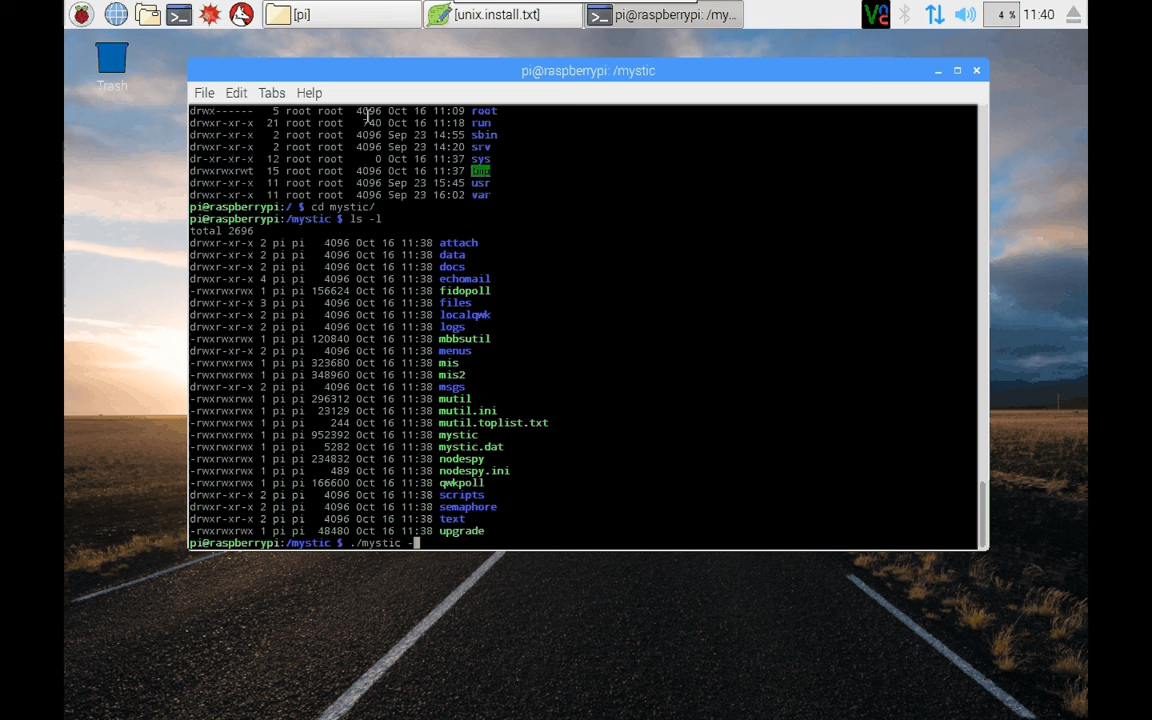 [pi]
[unix.install.txt]
pi@raspberrypi: /my...
4 %
11:40
Trash
pi@raspberrypi: /mystic
File Edit Tabs Help
drwx------  5 root root  4096 Oct 16 11:09 root
drwxr-xr-x 21 root root   740 Oct 16 11:18 run
drwxr-xr-x  2 root root  4096 Sep 23 14:55 sbin
drwxr-xr-x  2 root root  4096 Sep 23 14:20 srv
dr-xr-xr-x 12 root root     0 Oct 16 11:37 sys
drwxrwxrwt 15 root root  4096 Oct 16 11:37 tmp
drwxr-xr-x 11 root root  4096 Sep 23 15:45 usr
drwxr-xr-x 11 root root  4096 Sep 23 16:02 var
pi@raspberrypi:/ $ cd mystic/
pi@raspberrypi:/mystic $ ls -l
total 2696
drwxr-xr-x 2 pi pi   4096 Oct 16 11:38 attach
drwxr-xr-x 2 pi pi   4096 Oct 16 11:38 data
drwxr-xr-x 2 pi pi   4096 Oct 16 11:38 docs
drwxr-xr-x 4 pi pi   4096 Oct 16 11:38 echomail
-rwxrwxrwx 1 pi pi 156624 Oct 16 11:38 fidopoll
drwxr-xr-x 3 pi pi   4096 Oct 16 11:38 files
drwxr-xr-x 2 pi pi   4096 Oct 16 11:38 localqwk
drwxr-xr-x 2 pi pi   4096 Oct 16 11:38 logs
-rwxrwxrwx 1 pi pi 120840 Oct 16 11:38 mbbsutil
drwxr-xr-x 2 pi pi   4096 Oct 16 11:38 menus
-rwxrwxrwx 1 pi pi 323680 Oct 16 11:38 mis
-rwxrwxrwx 1 pi pi 348960 Oct 16 11:38 mis2
drwxr-xr-x 2 pi pi   4096 Oct 16 11:38 msgs
-rwxrwxrwx 1 pi pi 296312 Oct 16 11:38 mutil
-rwxrwxrwx 1 pi pi  23129 Oct 16 11:38 mutil.ini
-rwxrwxrwx 1 pi pi    244 Oct 16 11:38 mutil.toplist.txt
-rwxrwxrwx 1 pi pi 952392 Oct 16 11:38 mystic
-rwxrwxrwx 1 pi pi   5282 Oct 16 11:38 mystic.dat
-rwxrwxrwx 1 pi pi 234832 Oct 16 11:38 nodespy
-rwxrwxrwx 1 pi pi    489 Oct 16 11:38 nodespy.ini
-rwxrwxrwx 1 pi pi 166600 Oct 16 11:38 qwkpoll
drwxr-xr-x 2 pi pi   4096 Oct 16 11:38 scripts
drwxr-xr-x 2 pi pi   4096 Oct 16 11:38 semaphore
drwxr-xr-x 2 pi pi   4096 Oct 16 11:38 text
-rwxrwxrwx 1 pi pi  48480 Oct 16 11:38 upgrade
pi@raspberrypi:/mystic $ ./mystic -